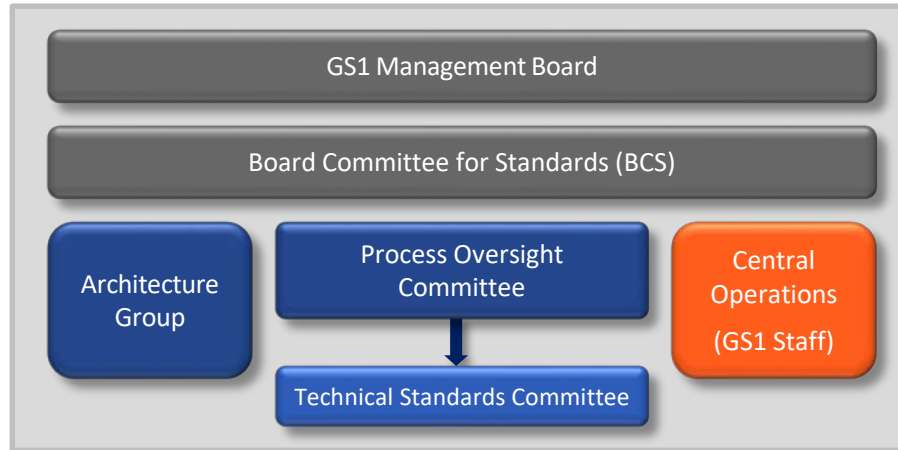 GS1 Management Board
Board Committee for Standards (BCS)
Architecture
Group
Process Oversight
Committee
Central
Operations
(GS1 Staff)
Technical Standards Committee